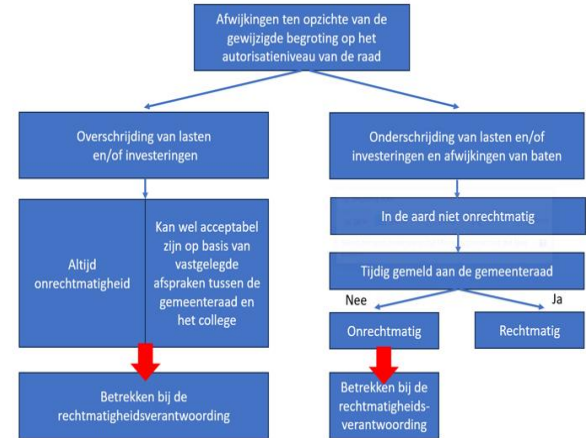 Afwijkingen ten opzichte van de
gewijzigde begroting op het
autorisatieniveau van de raad
Overschrijding van lasten
en/of investeringen
Onderschrijding van lasten en/of
investeringen en afwijkingen van baten
Altijd
onrechtmatigheid
Kan wel acceptabel
zijn op basis van
vastgelegde
afspraken tussen de
gemeenteraad en
het college
In de aard niet onrechtmatig
Tijdig gemeld aan de gemeenteraad
Nee
Ja
Onrechtmatig
Rechtmatig
Betrekken bij de
rechtmatigheidsverantwoording
Betrekken bij de
rechtmatigheids-
verantwoording